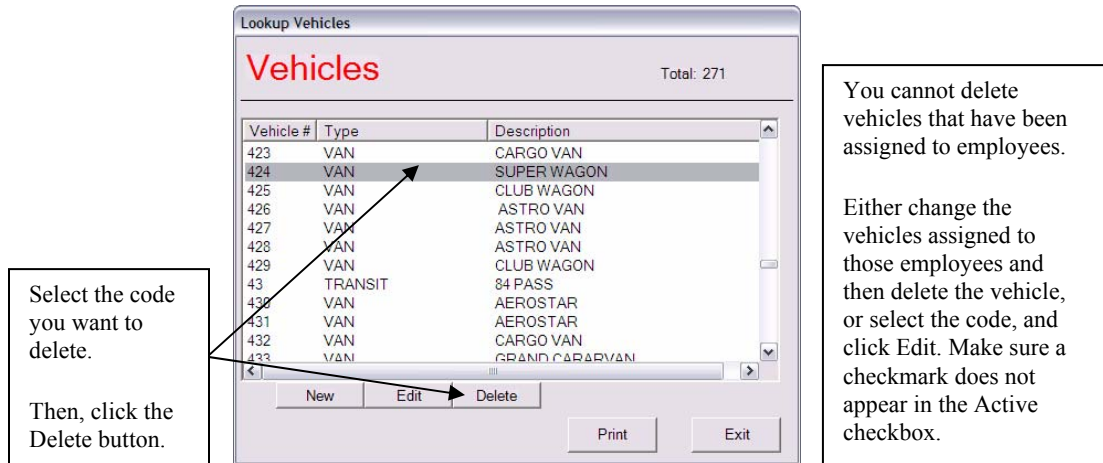 Lookup Vehicles
Vehicles
Total: 271
Vehicle # Type Description
423 VAN CARGO VAN
424 VAN SUPER WAGON
425 VAN CLUB WAGON
426 VAN ASTRO VAN
427 VAN ASTRO VAN
428 VAN ASTRO VAN
429 VAN CLUB WAGON
43 TRANSIT 84 PASS
430 VAN AEROSTAR
431 VAN AEROSTAR
432 VAN CARGO VAN
433 VAN GRAND CARARVAN
New Edit Delete
Print Exit
Select the code
you want to
delete.
Then, click the
Delete button.
You cannot delete
vehicles that have been
assigned to employees.
Either change the
vehicles assigned to
those employees and
then delete the vehicle,
or select the code, and
click Edit. Make sure a
checkmark does not
appear in the Active
checkbox.